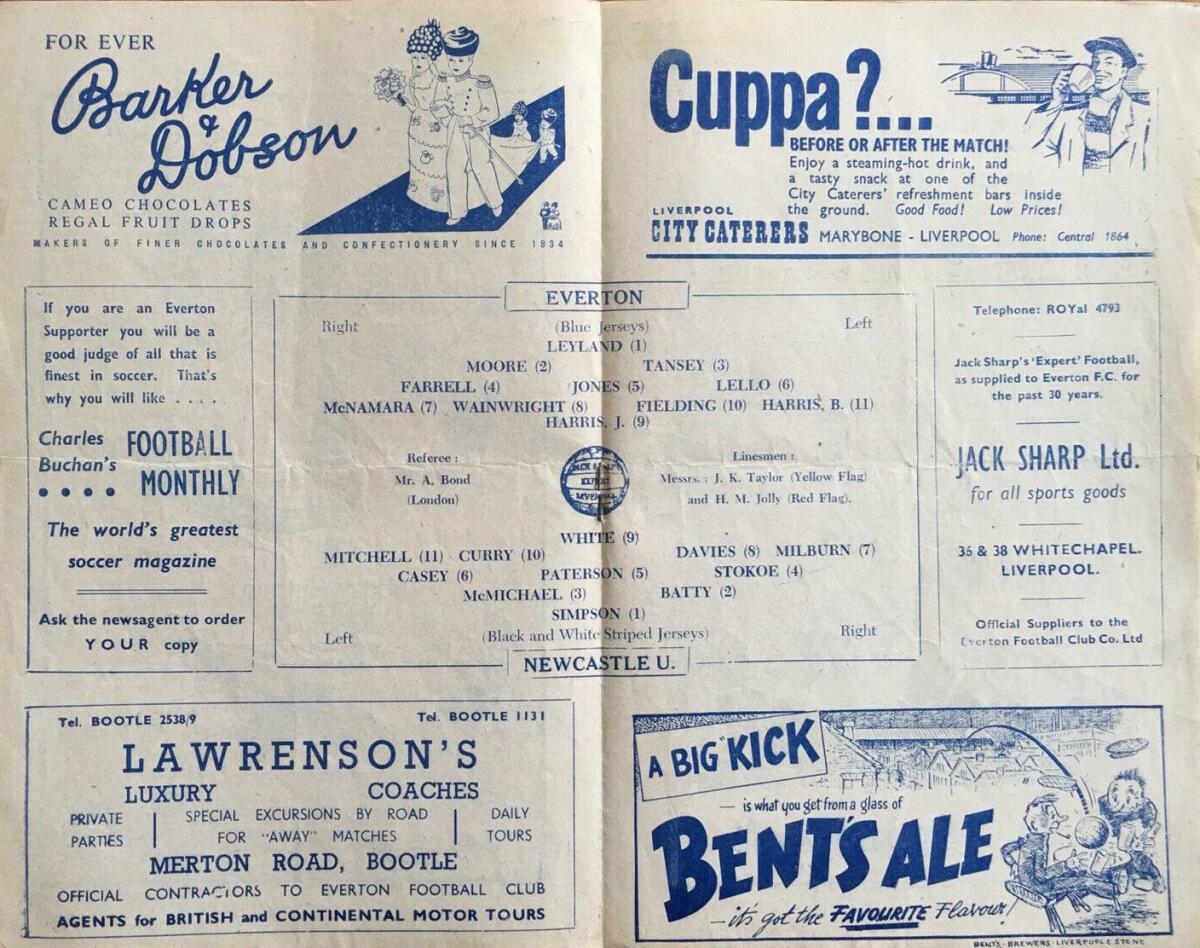 FOR EVER
Barker
&
Dobson
CAMEO CHOCOLATES
REGAL FRUIT DROPS
MAKERS OF FINER CHOCOLATES AND CONFECTIONERY SINCE 1834
Cuppa?...
BEFORE OR AFTER THE MATCH!
Enjoy a steaming-hot drink, and
a tasty snack at one of the
City Caterers' refreshment bars inside
the ground. Good Food! Low Prices!
LIVERPOOL
CITY CATERERS MARYBONE - LIVERPOOL Phone: Central 1864
If you are an Everton
Supporter you will be a
good judge of all that is
finest in soccer. That's
why you will like ....
Charles
Buchan's
....
FOOTBALL
MONTHLY
The world's greatest
soccer magazine
Ask the newsagent to order
YOUR copy
EVERTON
Right (Blue Jerseys) Left
LEYLAND (1)
MOORE (2) TANSEY (3)
FARRELL (4) JONES (5) LELLO (6)
McNAMARA (7) WAINWRIGHT (8) FIELDING (10) HARRIS, B. (11)
HARRIS, J. (9)
Referee :
Mr. A. Bond
(London)
Linesmen :
Messrs. : J. K. Taylor (Yellow Flag)
and H. M. Jolly (Red Flag).
WHITE (9)
MITCHELL (11) CURRY (10) DAVIES (8) MILBURN (7)
CASEY (6) PATERSON (5) STOKOE (4)
McMICHAEL (3) BATTY (2)
SIMPSON (1)
Left (Black and White Striped Jerseys) Right
NEWCASTLE U.
Telephone: ROYal 4793
Jack Sharp's 'Expert' Football,
as supplied to Everton F.C. for
the past 30 years.
JACK SHARP Ltd.
for all sports goods
36 & 38 WHITECHAPEL.
LIVERPOOL.
Official Suppliers to the
Everton Football Club Co. Ltd
Tel. BOOTLE 2538/9 Tel. BOOTLE 1131
LAWRENSON'S
LUXURY COACHES
PRIVATE
PARTIES
SPECIAL EXCURSIONS BY ROAD
FOR "AWAY" MATCHES
DAILY
TOURS
MERTON ROAD, BOOTLE
OFFICIAL CONTRACTORS TO EVERTON FOOTBALL CLUB
AGENTS for BRITISH and CONTINENTAL MOTOR TOURS
A BIG "KICK
— is what you get from a glass of
BENT'S ALE
— it's got the FAVOURITE Flavour!
BENT'S · BREWERS · LIVERPOOL & STONE